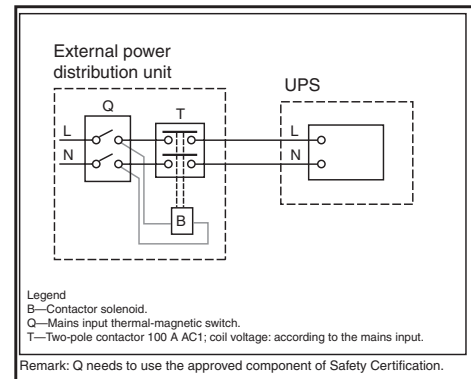 External power
distribution unit
UPS
Q
T
L
L
N
N
B
Legend
B—Contactor solenoid.
Q—Mains input thermal-magnetic switch.
T—Two-pole contactor 100 A AC1; coil voltage: according to the mains input.
Remark: Q needs to use the approved component of Safety Certification.